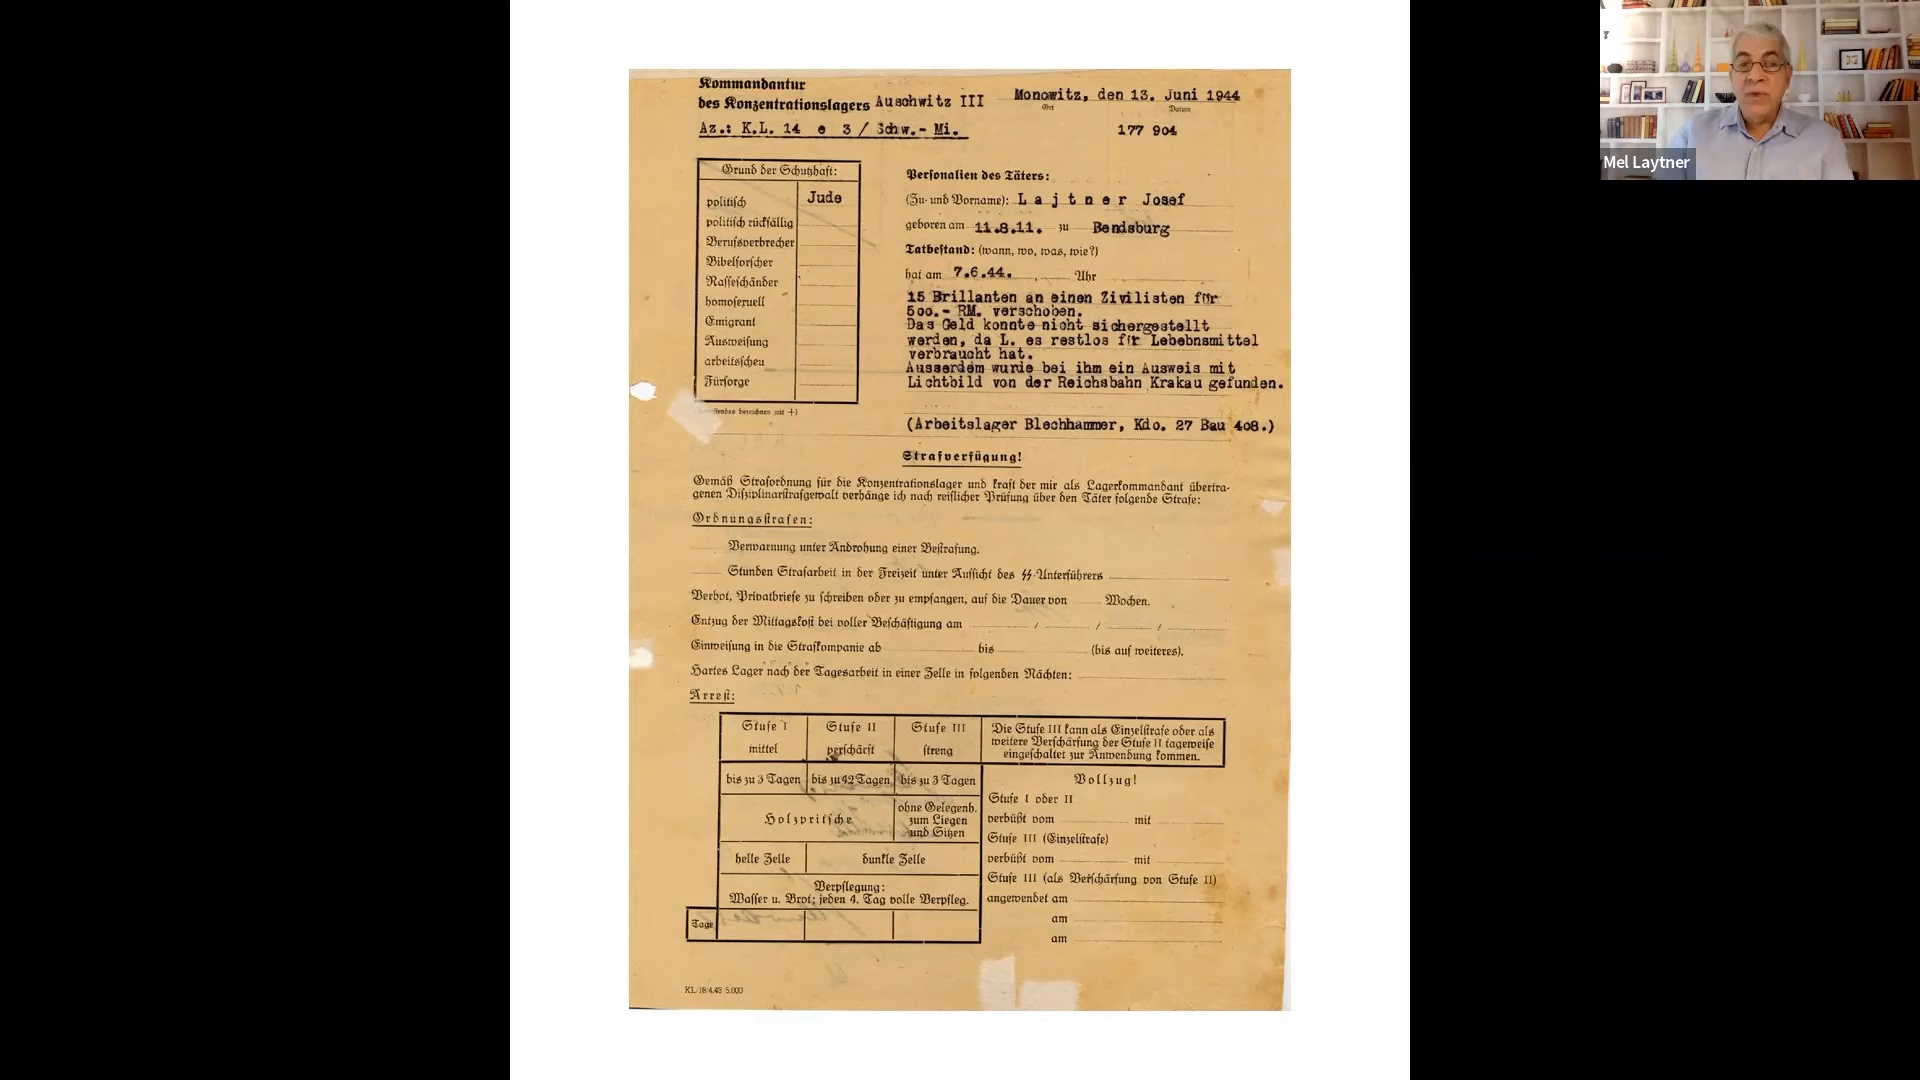 Kommandantur
des Konzentrationslagers Auschwitz III
Monowitz, den 13. Juni 1944
Ort Datum
Az.: K.L. 14 e 3 / Schw.- Mi.
177 904
Grund der Schutzhaft:
politisch Jude
politisch rückfällig
Berufsverbrecher
Bibelforscher
Rasseschänder
homosexuell
Emigrant
Ausweisung
arbeitsscheu
Fürsorge
bezeichnen mit +)
Personalien des Täters:
(Zu- und Vorname): L a j t n e r Josef
geboren am 11.8.11. zu Bendsburg
Tatbestand: (wann, wo, was, wie?)
hat am 7.6.44. Uhr
15 Brillanten an einen Zivilisten für
500.- RM. verschoben.
Das Geld konnte nicht sichergestellt
werden, da L. es restlos für Lebebnsmittel
verbraucht hat.
Ausserdem wurde bei ihm ein Ausweis mit
Lichtbild von der Reichsbahn Krakau gefunden.
(Arbeitslager Blechhammer, Kdo. 27 Bau 408.)
Strafverfügung!
Gemäß Strafordnung für die Konzentrationslager und kraft der mir als Lagerkommandant übertra-
genen Disziplinarstrafgewalt verhänge ich nach reiflicher Prüfung über den Täter folgende Strafe:
Ordnungsstrafen:
Verwarnung unter Androhung einer Bestrafung.
Stunden Strafarbeit in der Freizeit unter Aufsicht des SS-Unterführers
Verbot, Privatbriefe zu schreiben oder zu empfangen, auf die Dauer von Wochen.
Entzug der Mittagskost bei voller Beschäftigung am / / /
Einweisung in die Strafkompanie ab bis (bis auf weiteres).
Hartes Lager nach der Tagesarbeit in einer Zelle in folgenden Nächten:
Arrest:
Stufe I Stufe II Stufe III
mittel verschärft streng
Die Stufe III kann als Einzelstrafe oder als
weitere Verschärfung der Stufe II tageweise
eingeschaltet zur Anwendung kommen.
bis zu 3 Tagen bis zu 42 Tagen bis zu 3 Tagen
Holzpritsche
ohne Gelegenh.
zum Liegen
und Sitzen
helle Zelle dunkle Zelle
Verpflegung:
Wasser u. Brot; jeden 4. Tag volle Verpfleg.
Tage
Vollzug!
Stufe I oder II
verbüßt vom mit
Stufe III (Einzelstrafe)
verbüßt vom mit
Stufe III (als Verschärfung von Stufe II)
angewendet am
am
am
KL/18/4.43 5.000
Mel Laytner